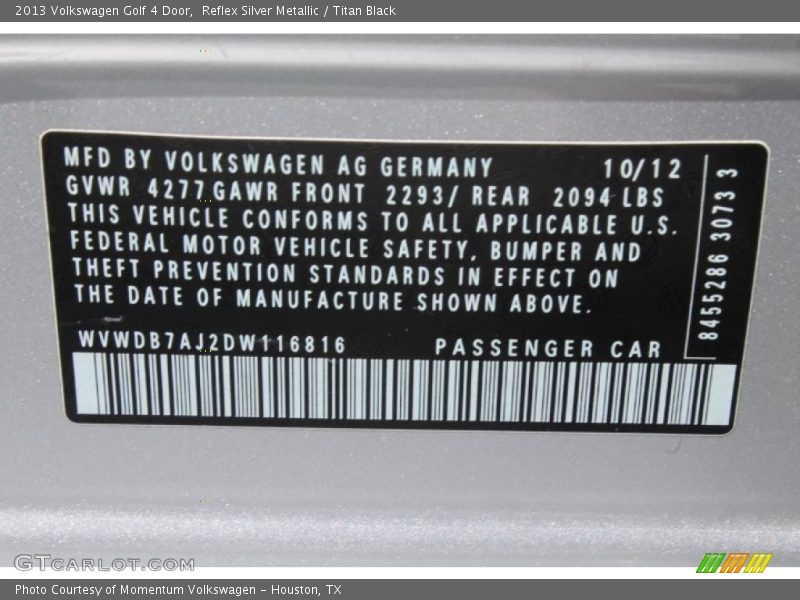 2013 Volkswagen Golf 4 Door, Reflex Silver Metallic / Titan Black
MFD BY VOLKSWAGEN AG GERMANY 10/12
GVWR 4277 GAWR FRONT 2293/ REAR 2094 LBS
THIS VEHICLE CONFORMS TO ALL APPLICABLE U.S.
FEDERAL MOTOR VEHICLE SAFETY, BUMPER AND
THEFT PREVENTION STANDARDS IN EFFECT ON
THE DATE OF MANUFACTURE SHOWN ABOVE.
WVWDB7AJ2DW116816 PASSENGER CAR
8455286 3073 3
GTCARLOT.COM
Photo Courtesy of Momentum Volkswagen - Houston, TX